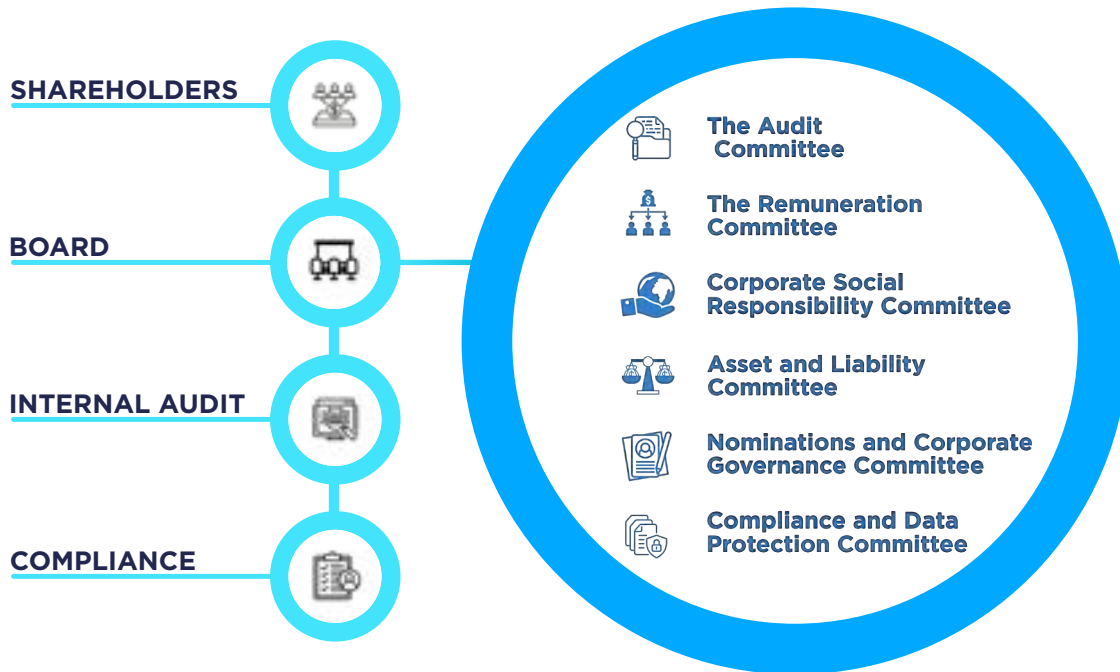 SHAREHOLDERS
BOARD
INTERNAL AUDIT
COMPLIANCE
The Audit
Committee
The Remuneration
Committee
Corporate Social
Responsibility Committee
Asset and Liability
Committee
Nominations and Corporate
Governance Committee
Compliance and Data
Protection Committee